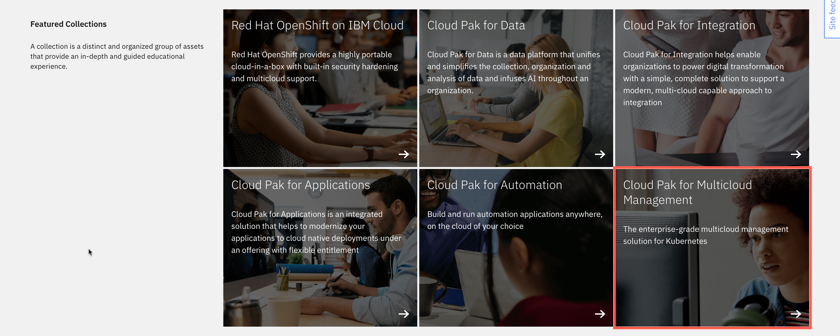 Featured Collections
A collection is a distinct and organized group of assets
that provide an in-depth and guided educational
experience.
Red Hat OpenShift on IBM Cloud
Red Hat OpenShift provides a highly portable
cloud-in-a-box with built-in security hardening
and multicloud support.
Cloud Pak for Data
Cloud Pak for Data is a data platform that unifies
and simplifies the collection, organization and
analysis of data and infuses AI throughout an
organization.
Cloud Pak for Integration
Cloud Pak for Integration helps enable
organizations to power digital transformation
with a simple, complete solution to support a
modern, multi-cloud capable approach to
integration
Cloud Pak for Applications
Cloud Pak for Applications is an integrated
solution that helps to modernize your
applications to cloud native deployments under
an offering with flexible entitlement
Cloud Pak for Automation
Build and run automation applications anywhere,
on the cloud of your choice
Cloud Pak for Multicloud
Management
The enterprise-grade multicloud management
solution for Kubernetes
Site